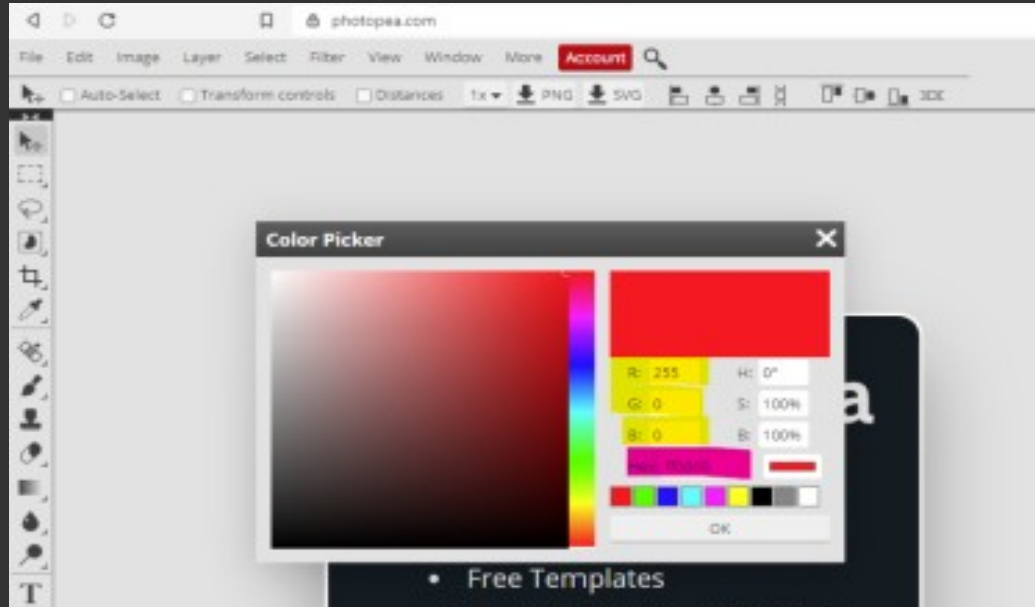 photopea.com
File Edit Image Layer Select Filter View Window More Account
Auto-Select Transform controls Distances 1x PNG SVG
Color Picker
R: 255 H: 0°
G: 0 S: 100%
B: 0 B: 100%
Hex:
OK
a
Free Templates
T